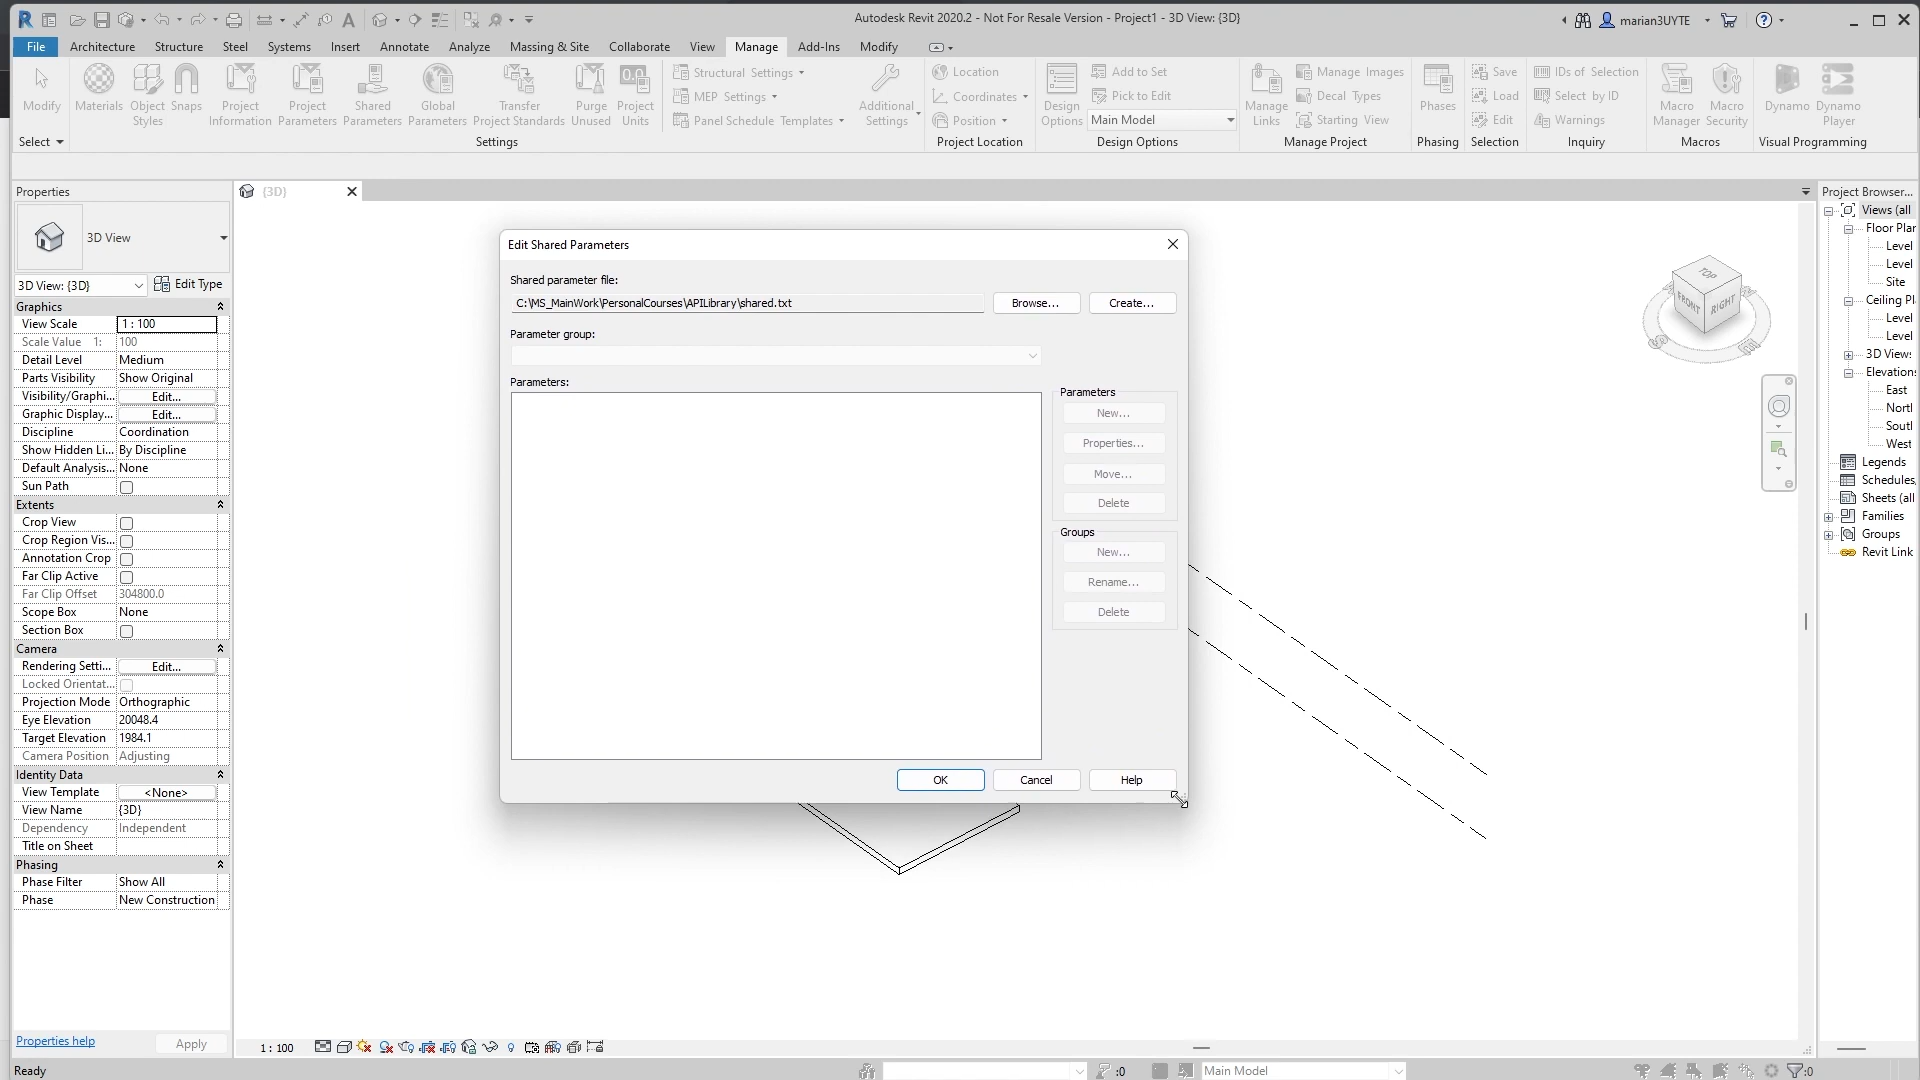 Autodesk Revit 2020.2 - Not For Resale Version - Project1 - 3D View: {3D}
marian3UYTE
File Architecture Structure Steel Systems Insert Annotate Analyze Massing & Site Collaborate View Manage Add-Ins Modify
Modify
Materials
Object Styles
Snaps
Project Information
Project Parameters
Shared Parameters
Global Parameters
Transfer Project Standards
Purge Unused
Project Units
Structural Settings
MEP Settings
Panel Schedule Templates
Additional Settings
Location
Coordinates
Position
Design Options
Add to Set
Pick to Edit
Main Model
Manage Links
Manage Images
Decal Types
Starting View
Phases
Save
Load
Edit
IDs of Selection
Select by ID
Warnings
Macro Manager
Macro Security
Dynamo
Dynamo Player
Select
Settings
Project Location
Design Options
Manage Project
Phasing
Selection
Inquiry
Macros
Visual Programming
Properties
3D View
3D View: {3D}
Edit Type
Graphics
View Scale 1 : 100
Scale Value 1: 100
Detail Level Medium
Parts Visibility Show Original
Visibility/Graphi... Edit...
Graphic Display... Edit...
Discipline Coordination
Show Hidden Li... By Discipline
Default Analysis... None
Sun Path
Extents
Crop View
Crop Region Vis...
Annotation Crop
Far Clip Active
Far Clip Offset 304800.0
Scope Box None
Section Box
Camera
Rendering Setti... Edit...
Locked Orientat...
Projection Mode Orthographic
Eye Elevation 20048.4
Target Elevation 1984.1
Camera Position Adjusting
Identity Data
View Template <None>
View Name {3D}
Dependency Independent
Title on Sheet
Phasing
Phase Filter Show All
Phase New Construction
Properties help
Apply
{3D}
Edit Shared Parameters
Shared parameter file:
C:\MS_MainWork\PersonalCourses\APILibrary\shared.txt
Browse...
Create...
Parameter group:
Parameters:
Parameters
New...
Properties...
Move...
Delete
Groups
New...
Rename...
Delete
OK
Cancel
Help
TOP
FRONT
RIGHT
S
E
Project Browser...
Views (all
Floor Plan
Level
Level
Site
Ceiling Pl
Level
Level
3D Views
Elevations
East
North
South
West
Legends
Schedules,
Sheets (all
Families
Groups
Revit Link
1 : 100
Ready
:0
Main Model
:0